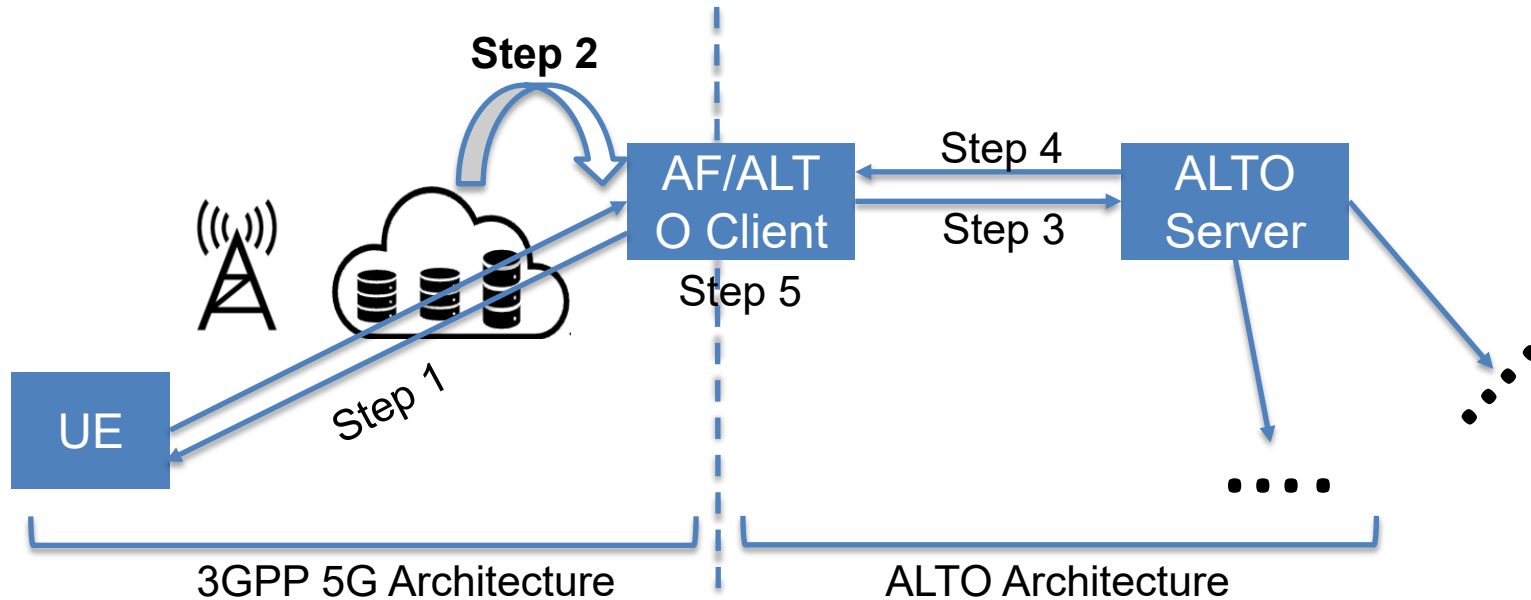 Step 2
AF/ALT
O Client
Step 4
Step 3
ALTO
Server
Step 5
Step 1
UE
3GPP 5G Architecture
ALTO Architecture